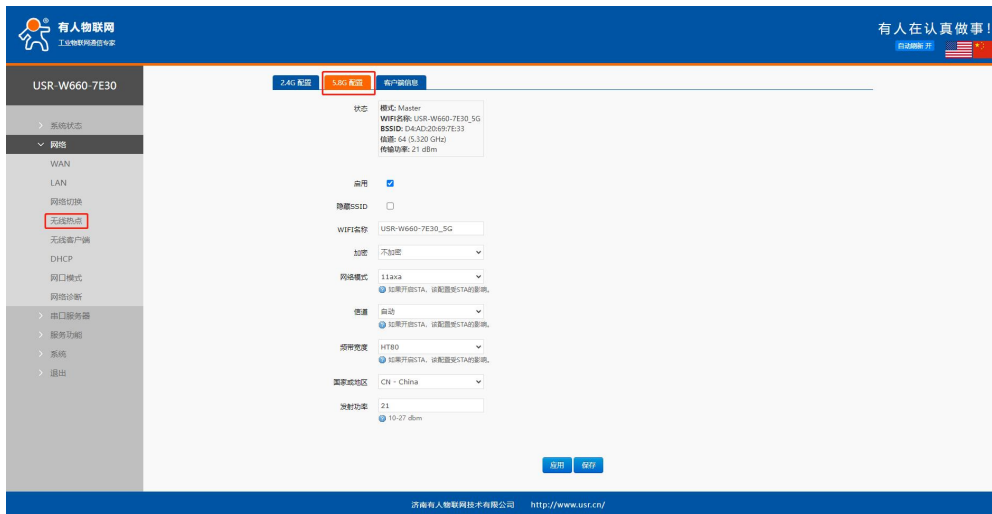 有人物联网
工业物联网通信专家
有人在认真做事!
自动刷新 开
USR-W660-7E30
系统状态
网络
WAN
LAN
网络切换
无线热点
无线客户端
DHCP
网口模式
网络诊断
串口服务器
服务功能
系统
退出
2.4G 配置
5.8G 配置
客户端信息
状态
模式: Master
WIFI名称: USR-W660-7E30_5G
BSSID: D4:AD:20:69:7E:33
信道: 64 (5.320 GHz)
传输功率: 21 dBm
启用
隐藏SSID
WIFI名称 USR-W660-7E30_5G
加密 不加密
网络模式 11axa
如果开启STA，该配置受STA的影响。
信道 自动
如果开启STA，该配置受STA的影响。
频带宽度 HT80
如果开启STA，该配置受STA的影响。
国家或地区 CN - China
发射功率 21
10-27 dbm
应用 保存
济南有人物联网技术有限公司 http://www.usr.cn/